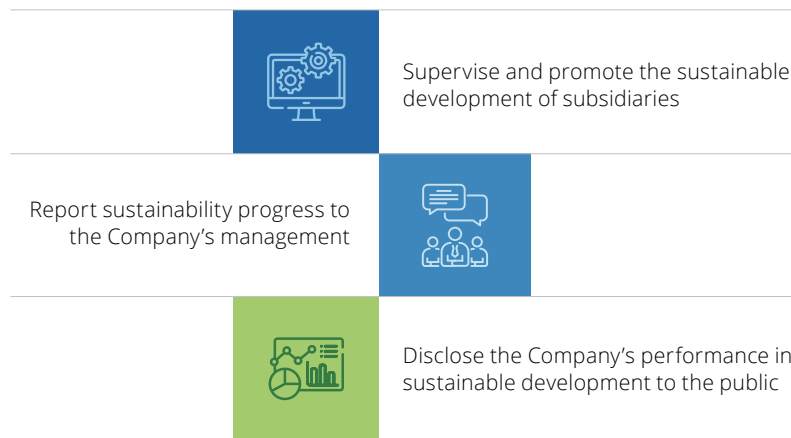 Supervise and promote the sustainable
development of subsidiaries
Report sustainability progress to
the Company’s management
Disclose the Company’s performance in
sustainable development to the public